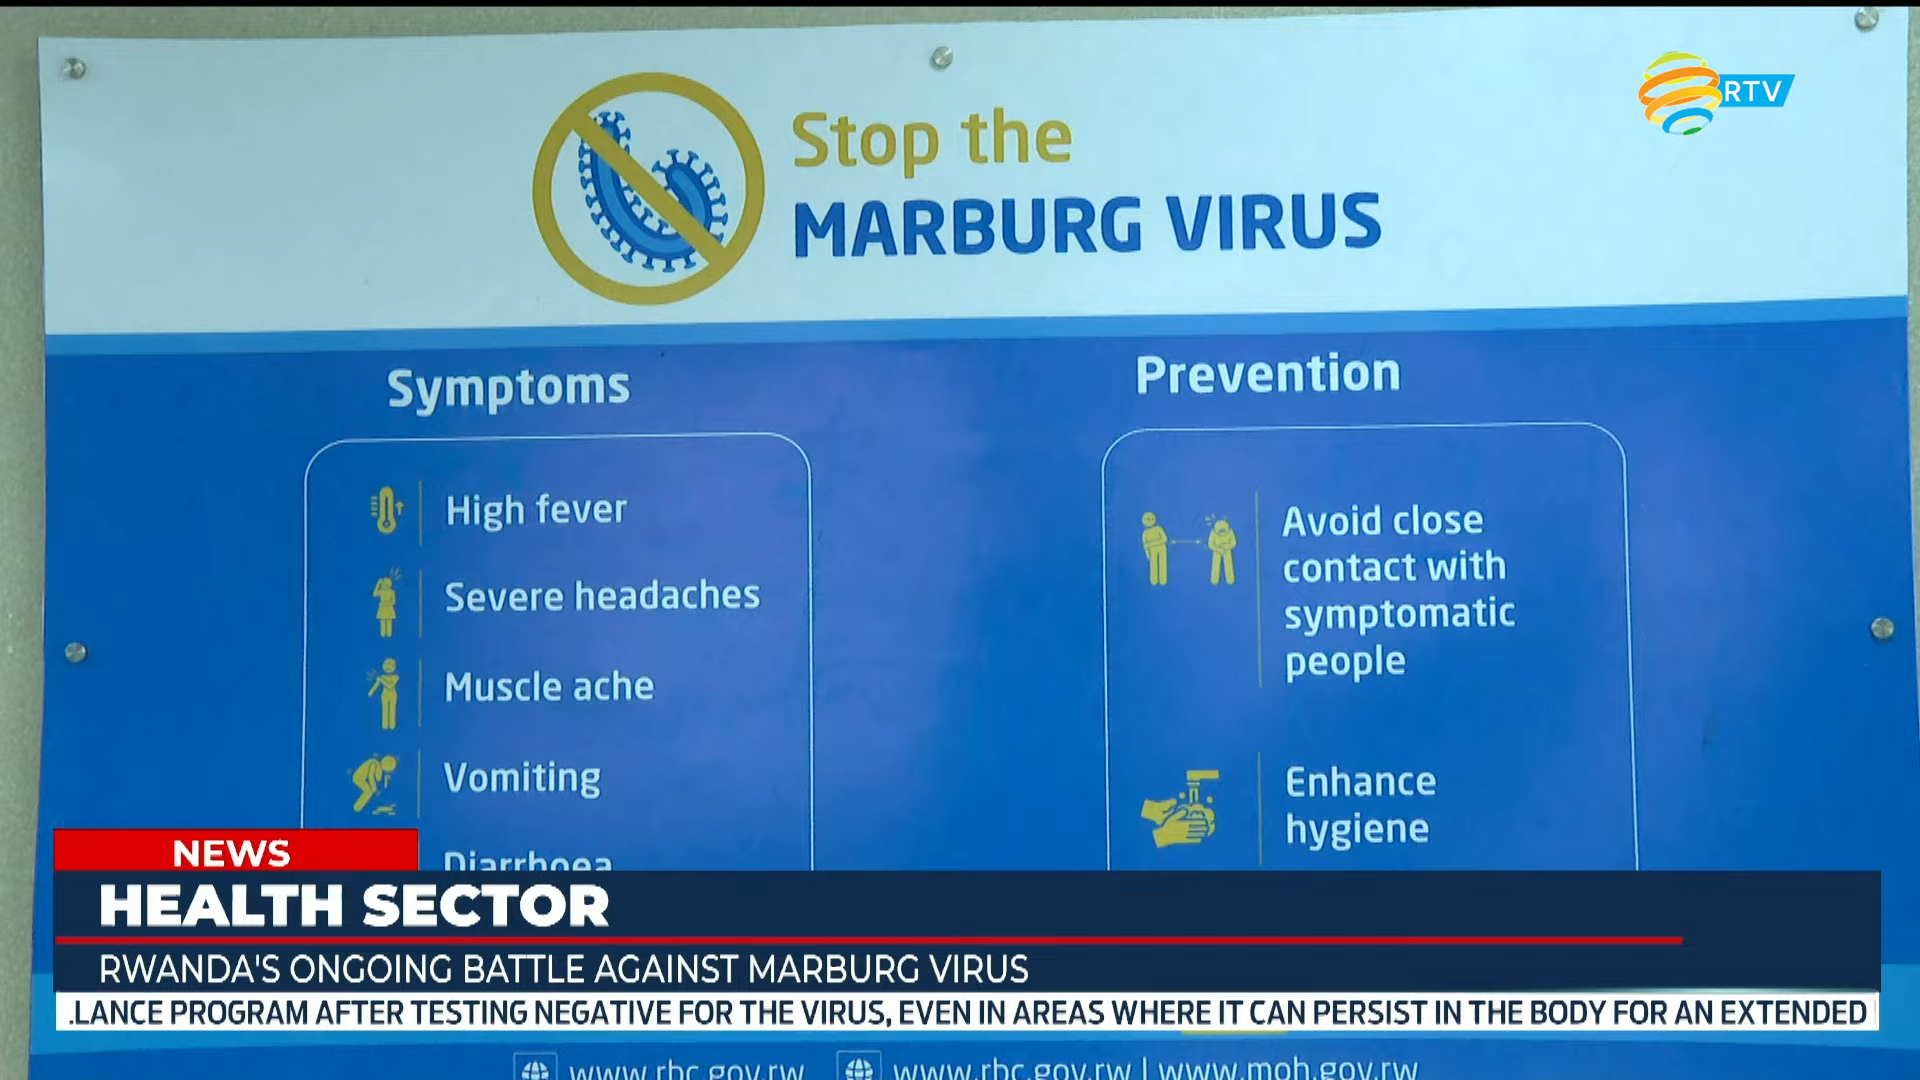 RTV
Stop the
MARBURG VIRUS
Symptoms
High fever
Severe headaches
Muscle ache
Vomiting
Diarrhoea
Prevention
Avoid close
contact with
symptomatic
people
Enhance
hygiene
NEWS
HEALTH SECTOR
RWANDA'S ONGOING BATTLE AGAINST MARBURG VIRUS
.LANCE PROGRAM AFTER TESTING NEGATIVE FOR THE VIRUS, EVEN IN AREAS WHERE IT CAN PERSIST IN THE BODY FOR AN EXTENDED
www.rbc.gov.rw www.rbc.gov.rw | www.moh.gov.rw